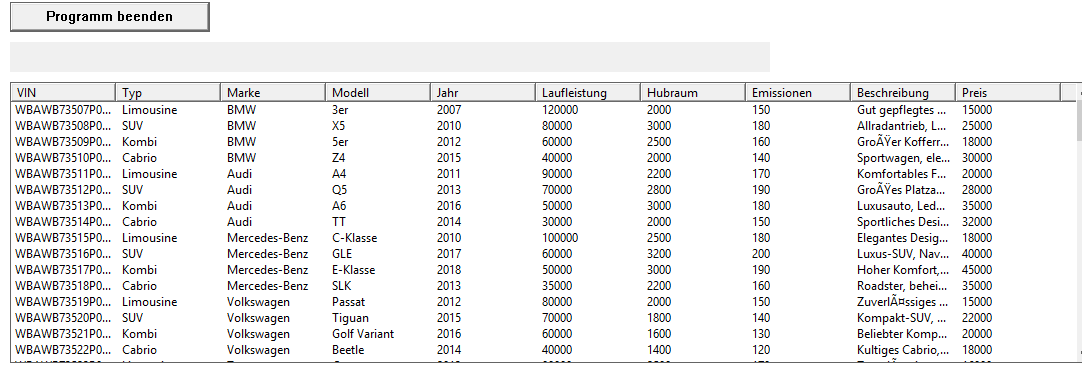 Programm beenden
VIN Typ Marke Modell Jahr Laufleistung Hubraum Emissionen Beschreibung Preis
WBAWB73507P0... Limousine BMW 3er 2007 120000 2000 150 Gut gepflegtes ... 15000
WBAWB73508P0... SUV BMW X5 2010 80000 3000 180 Allradantrieb, L... 25000
WBAWB73509P0... Kombi BMW 5er 2012 60000 2500 160 GroÃŸer Kofferr... 18000
WBAWB73510P0... Cabrio BMW Z4 2015 40000 2000 140 Sportwagen, ele... 30000
WBAWB73511P0... Limousine Audi A4 2011 90000 2200 170 Komfortables F... 20000
WBAWB73512P0... SUV Audi Q5 2013 70000 2800 190 GroÃŸes Platza... 28000
WBAWB73513P0... Kombi Audi A6 2016 50000 3000 180 Luxusauto, Led... 35000
WBAWB73514P0... Cabrio Audi TT 2014 30000 2000 150 Sportliches Desi... 32000
WBAWB73515P0... Limousine Mercedes-Benz C-Klasse 2010 100000 2500 180 Elegantes Desig... 18000
WBAWB73516P0... SUV Mercedes-Benz GLE 2017 60000 3200 200 Luxus-SUV, Nav... 40000
WBAWB73517P0... Kombi Mercedes-Benz E-Klasse 2018 50000 3000 190 Hoher Komfort,... 45000
WBAWB73518P0... Cabrio Mercedes-Benz SLK 2013 35000 2200 160 Roadster, behei... 35000
WBAWB73519P0... Limousine Volkswagen Passat 2012 80000 2000 150 ZuverlÃ¤ssiges ... 15000
WBAWB73520P0... SUV Volkswagen Tiguan 2015 70000 1800 140 Kompakt-SUV, ... 22000
WBAWB73521P0... Kombi Volkswagen Golf Variant 2016 60000 1600 130 Beliebter Komp... 20000
WBAWB73522P0... Cabrio Volkswagen Beetle 2014 40000 1400 120 Kultiges Cabrio,... 18000